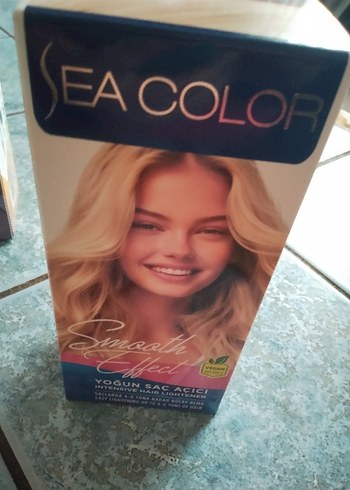 SEA COLOR
Smooth
Effect
VEGAN
YOĞUN SAÇ AÇICI
INTENSIVE HAIR LIGHTENER